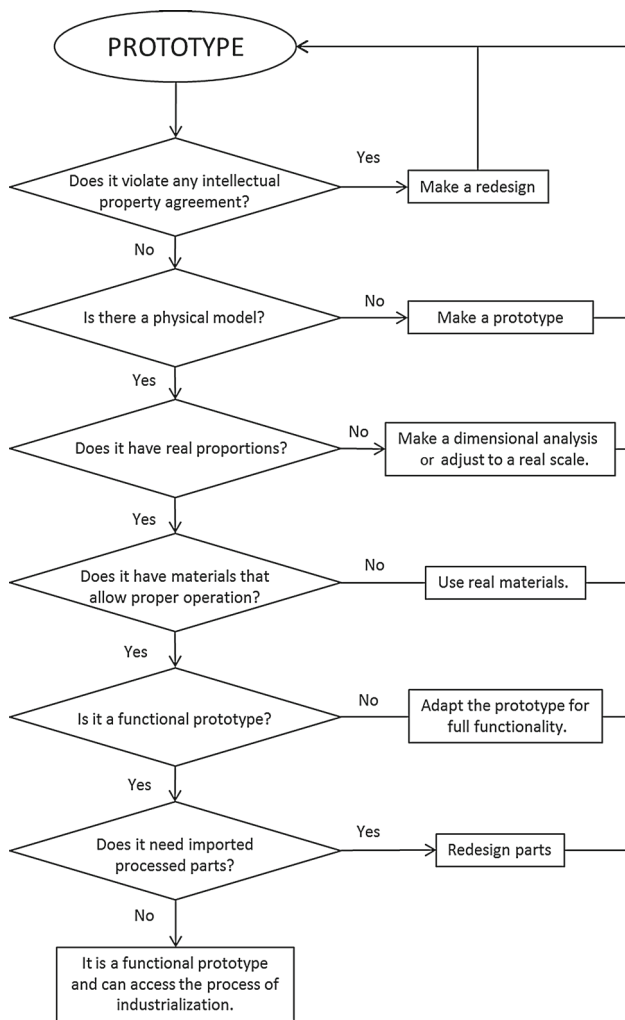 PROTOTYPE
Does it violate any intellectual
property agreement?
Yes
Make a redesign
No
Is there a physical model?
No
Make a prototype
Yes
Does it have real proportions?
No
Make a dimensional analysis
or adjust to a real scale.
Yes
Does it have materials that
allow proper operation?
No
Use real materials.
Yes
Is it a functional prototype?
No
Adapt the prototype for
full functionality.
Yes
Does it need imported
processed parts?
Yes
Redesign parts
No
It is a functional prototype
and can access the process of
industrialization.